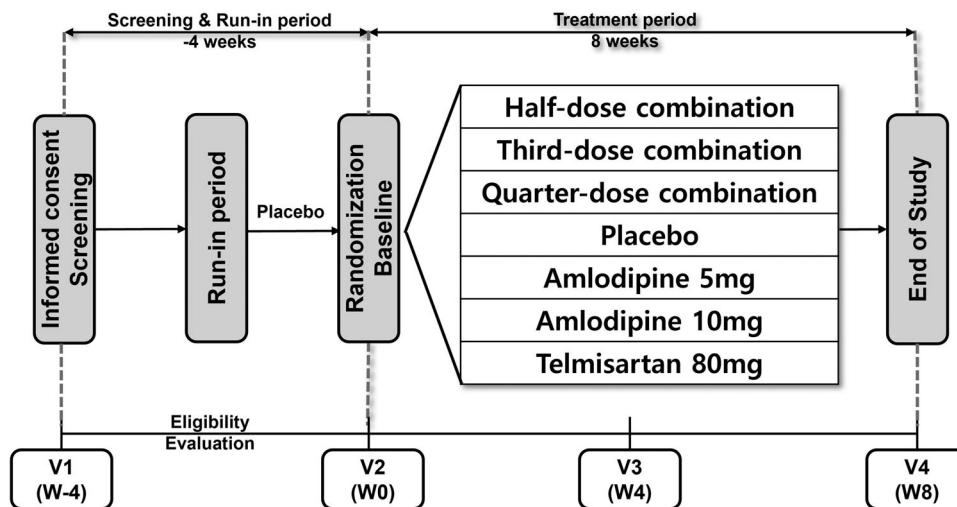 Screening & Run-in period
-4 weeks
Treatment period
8 weeks
Informed consent
Screening
Run-in period
Placebo
Randomization
Baseline
Half-dose combination
Third-dose combination
Quarter-dose combination
Placebo
Amlodipine 5mg
Amlodipine 10mg
Telmisartan 80mg
End of Study
Eligibility
Evaluation
V1
(W-4)
V2
(W0)
V3
(W4)
V4
(W8)